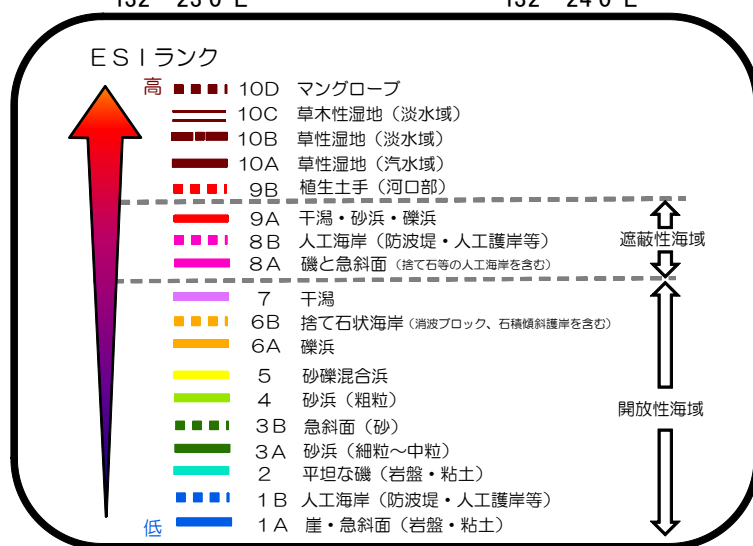 132° 23'0"E 132° 24'0"E
ESIランク
高 10D マングローブ
10C 草木性湿地（淡水域）
10B 草性湿地（淡水域）
10A 草性湿地（汽水域）
9B 植生土手（河口部）
9A 干潟・砂浜・礫浜
8B 人工海岸（防波堤・人工護岸等）
遮蔽性海域
8A 磯と急斜面（捨て石等の人工海岸を含む）
7 干潟
6B 捨て石状海岸（消波ブロック、石積傾斜護岸を含む）
6A 礫浜
5 砂礫混合浜
4 砂浜（粗粒）
開放性海域
3B 急斜面（砂）
3A 砂浜（細粒～中粒）
2 平坦な磯（岩盤・粘土）
1B 人工海岸（防波堤・人工護岸等）
低 1A 崖・急斜面（岩盤・粘土）